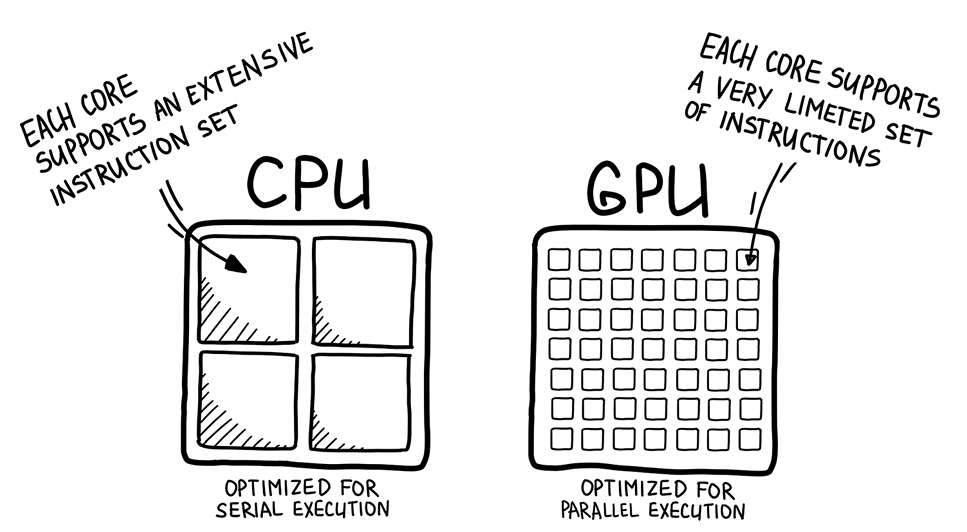 EACH CORE
SUPPORTS AN EXTENSIVE
INSTRUCTION SET
CPU
OPTIMIZED FOR
SERIAL EXECUTION
EACH CORE SUPPORTS
A VERY LIMETED SET
OF INSTRUCTIONS
GPU
OPTIMIZED FOR
PARALLEL EXECUTION